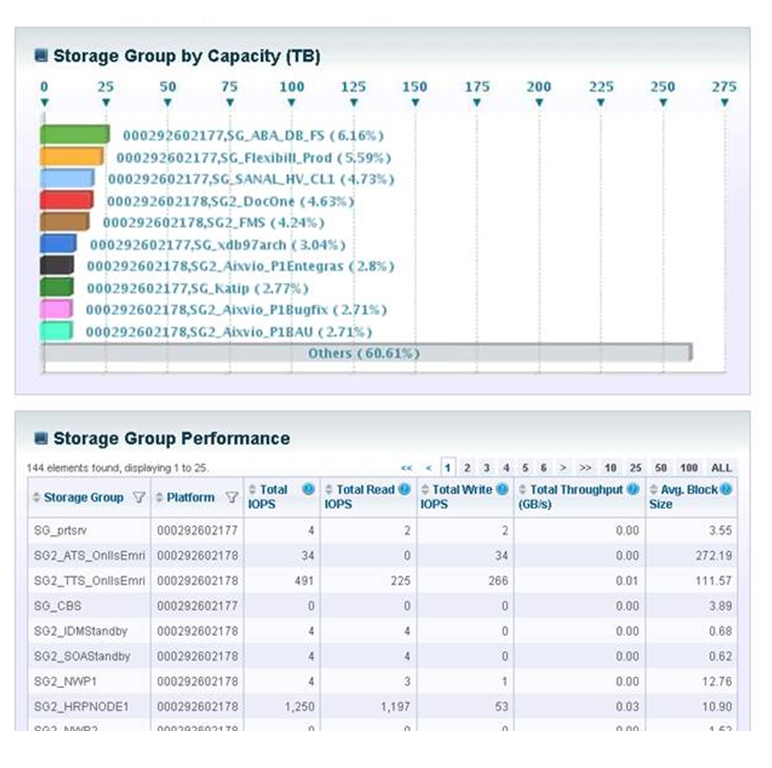 Storage Group by Capacity (TB)
0 25 50 75 100 125 150 175 200 225 250 275
000292602177,SG_ABA_DB_FS (6.16%)
000292602177,SG_Flexibill_Prod (5.59%)
000292602177,SG_SANAL_HV_CL1 (4.73%)
000292602178,SG2_DocOne (4.63%)
000292602178,SG2_FMS (4.24%)
000292602177,SG_xdb97arch (3.04%)
000292602178,SG2_Aixvio_P1Entegras (2.8%)
000292602177,SG_Katip (2.77%)
000292602178,SG2_Aixvio_P1Bugfix (2.71%)
000292602178,SG2_Aixvio_P1BAU (2.71%)
Others (60.61%)
Storage Group Performance
144 elements found, displaying 1 to 25. << < 1 2 3 4 5 6 > >> 10 25 50 100 ALL
Storage Group Platform Total IOPS Total Read IOPS Total Write IOPS Total Throughput (GB/s) Avg. Block Size
SG_prtsrv 000292602177 4 2 2 0.00 3.55
SG2_ATS_OnlIsEmri 000292602178 34 0 34 0.00 272.19
SG2_TTS_OnlIsEmri 000292602178 491 225 266 0.01 111.57
SG_CBS 000292602177 0 0 0 0.00 3.89
SG2_IDMStandby 000292602178 4 4 0 0.00 0.68
SG2_SOAStandby 000292602178 4 4 0 0.00 0.62
SG2_NWP1 000292602178 4 3 1 0.00 12.76
SG2_HRPNODE1 000292602178 1,250 1,197 53 0.03 10.90
SG2_NWP2 000292602178 0 0 0 0.00 1.52